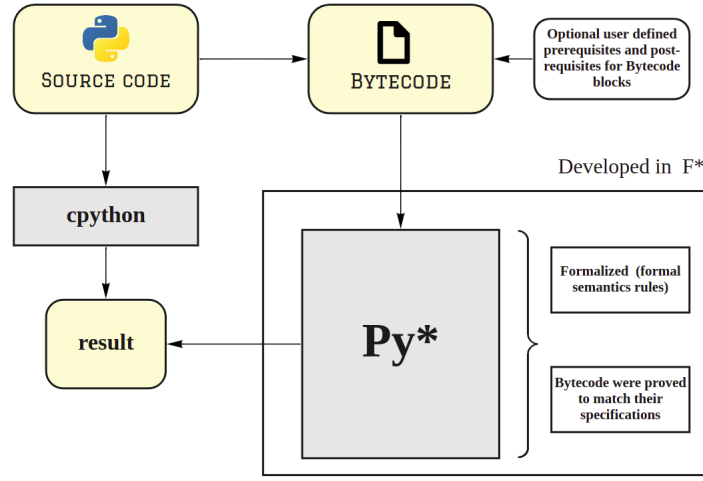 SOURCE CODE
BYTECODE
Optional user defined
prerequisites and post-
requisites for Bytecode
blocks
Developed in F*
cpython
Formalized (formal
semantics rules)
Py*
result
Bytecode were proved
to match their
specifications